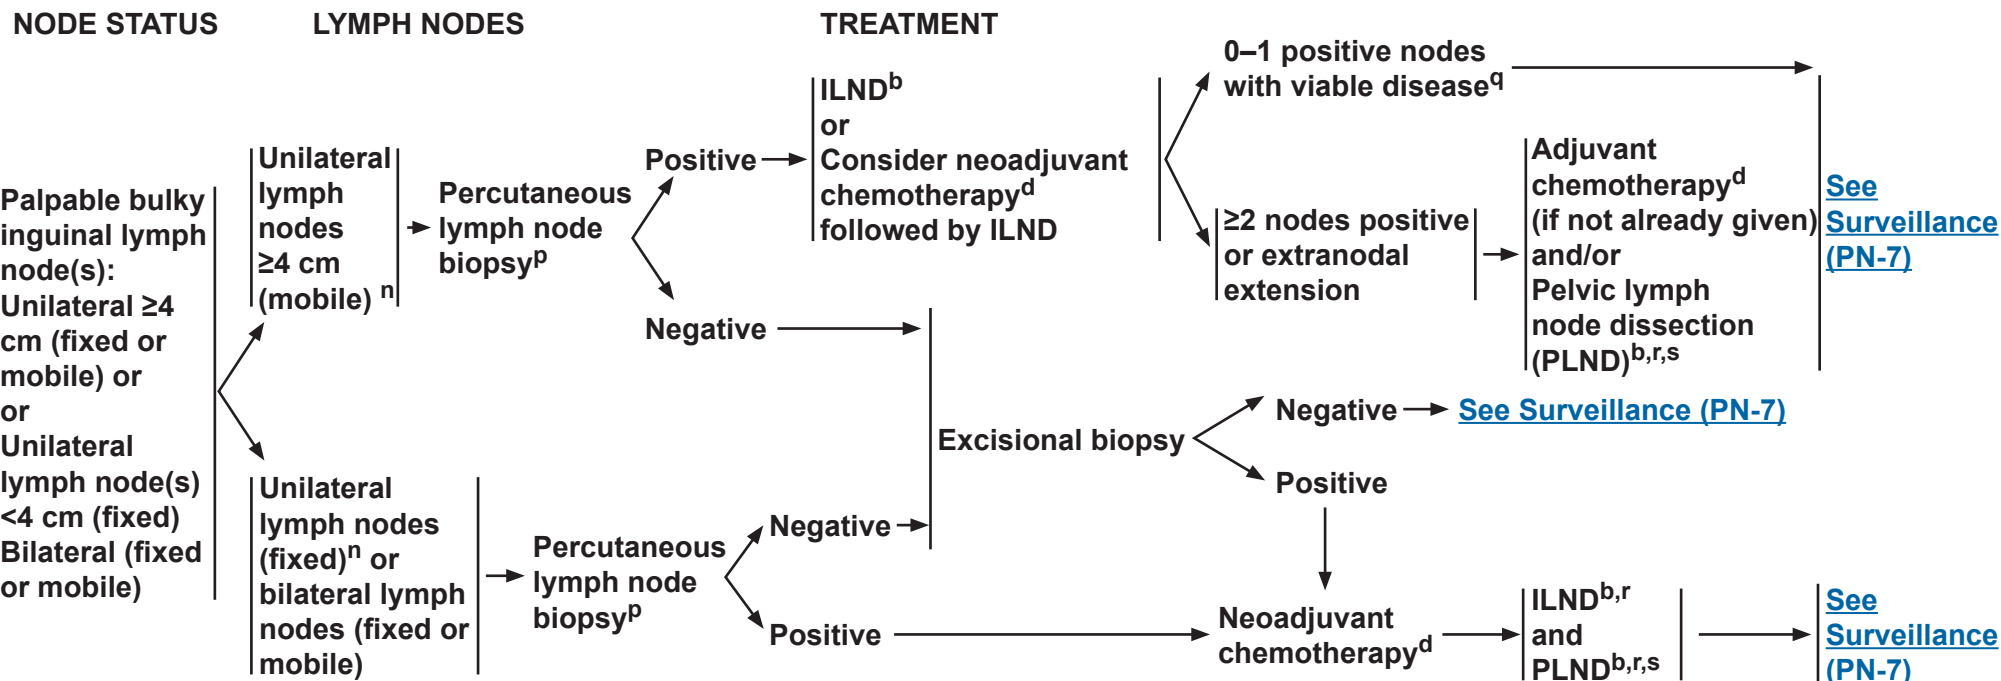 NODE STATUS
LYMPH NODES
TREATMENT
Palpable bulky
inguinal lymph
node(s):
Unilateral ≥4
cm (fixed or
mobile) or
or
Unilateral
lymph node(s)
<4 cm (fixed)
Bilateral (fixed
or mobile)
Unilateral
lymph
nodes
≥4 cm
(mobile) n
Percutaneous
lymph node
biopsyp
Positive
Negative
ILNDb
or
Consider neoadjuvant
chemotherapyd
followed by ILND
0–1 positive nodes
with viable diseaseq
≥2 nodes positive
or extranodal
extension
Adjuvant
chemotherapyd
(if not already given)
and/or
Pelvic lymph
node dissection
(PLND)b,r,s
See
Surveillance
(PN-7)
Excisional biopsy
Negative
See Surveillance (PN-7)
Positive
Unilateral
lymph nodes
(fixed)n or
bilateral lymph
nodes (fixed or
mobile)
Percutaneous
lymph node
biopsyp
Negative
Positive
Neoadjuvant
chemotherapyd
ILNDb,r
and
PLNDb,r,s
See
Surveillance
(PN-7)